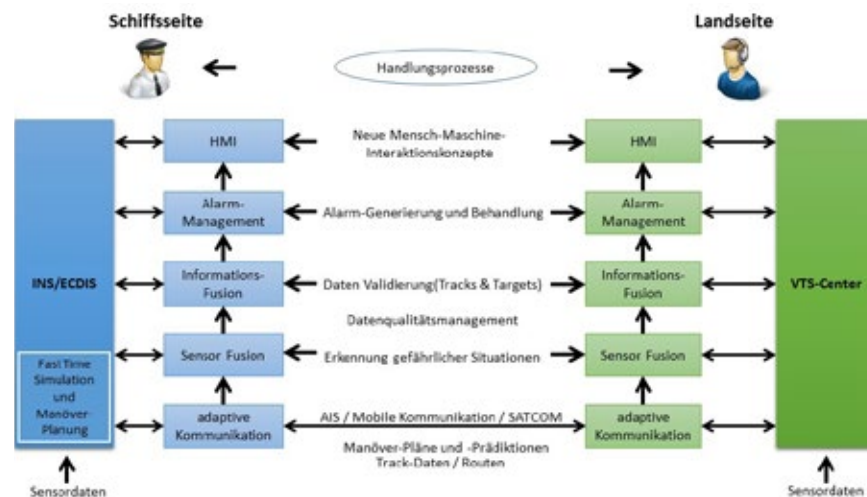 Schiffsseite
Landseite
Handlungsprozesse
HMI
Neue Mensch-Maschine-
Interaktionskonzepte
HMI
Alarm-
Management
Alarm-Generierung und Behandlung
Alarm-
Management
INS/ECDIS
Informations-
Fusion
Daten Validierung(Tracks & Targets)
Informations-
Fusion
VTS-Center
Datenqualitätsmanagement
Fast Time
Simulation
und
Manöver-
Planung
Sensor Fusion
Erkennung gefährlicher Situationen
Sensor Fusion
adaptive
Kommunikation
AIS / Mobile Kommunikation / SATCOM
adaptive
Kommunikation
Manöver-Pläne und -Prädiktionen
Track-Daten / Routen
Sensordaten
Sensordaten